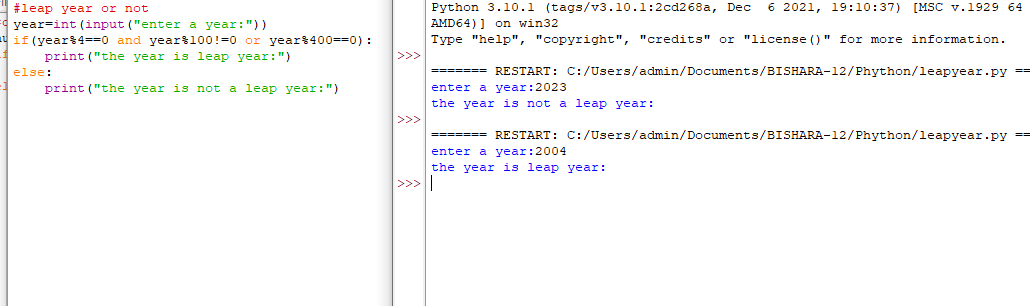 #leap year or not
year=int(input("enter a year:"))
if(year%4==0 and year%100!=0 or year%400==0):
    print("the year is leap year:")
else:
    print("the year is not a leap year:")
Python 3.10.1 (tags/v3.10.1:2cd268a, Dec  6 2021, 19:10:37) [MSC v.1929 64
AMD64)] on win32
Type "help", "copyright", "credits" or "license()" for more information.
>>>
======= RESTART: C:/Users/admin/Documents/BISHARA-12/Phython/leapyear.py ==
enter a year:2023
the year is not a leap year:
>>>
======= RESTART: C:/Users/admin/Documents/BISHARA-12/Phython/leapyear.py ==
enter a year:2004
the year is leap year:
>>>